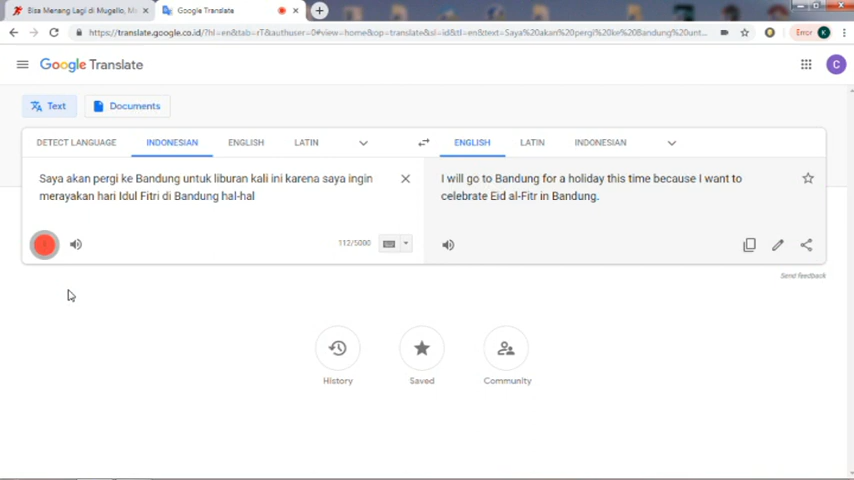 Bisa Menang Lagi di Mugello, M
Google Translate
https://translate.google.co.id/?hl=en&tab=rT&authuser=0#view=home&op=translate&sl=id&tl=en&text=Saya%20akan%20pergi%20ke%20Bandung%20unt...
Error K
Google Translate
C
Text
Documents
DETECT LANGUAGE INDONESIAN ENGLISH LATIN
ENGLISH LATIN INDONESIAN
Saya akan pergi ke Bandung untuk liburan kali ini karena saya ingin
merayakan hari Idul Fitri di Bandung hal-hal
112/5000
I will go to Bandung for a holiday this time because I want to
celebrate Eid al-Fitr in Bandung.
Send feedback
History
Saved
Community